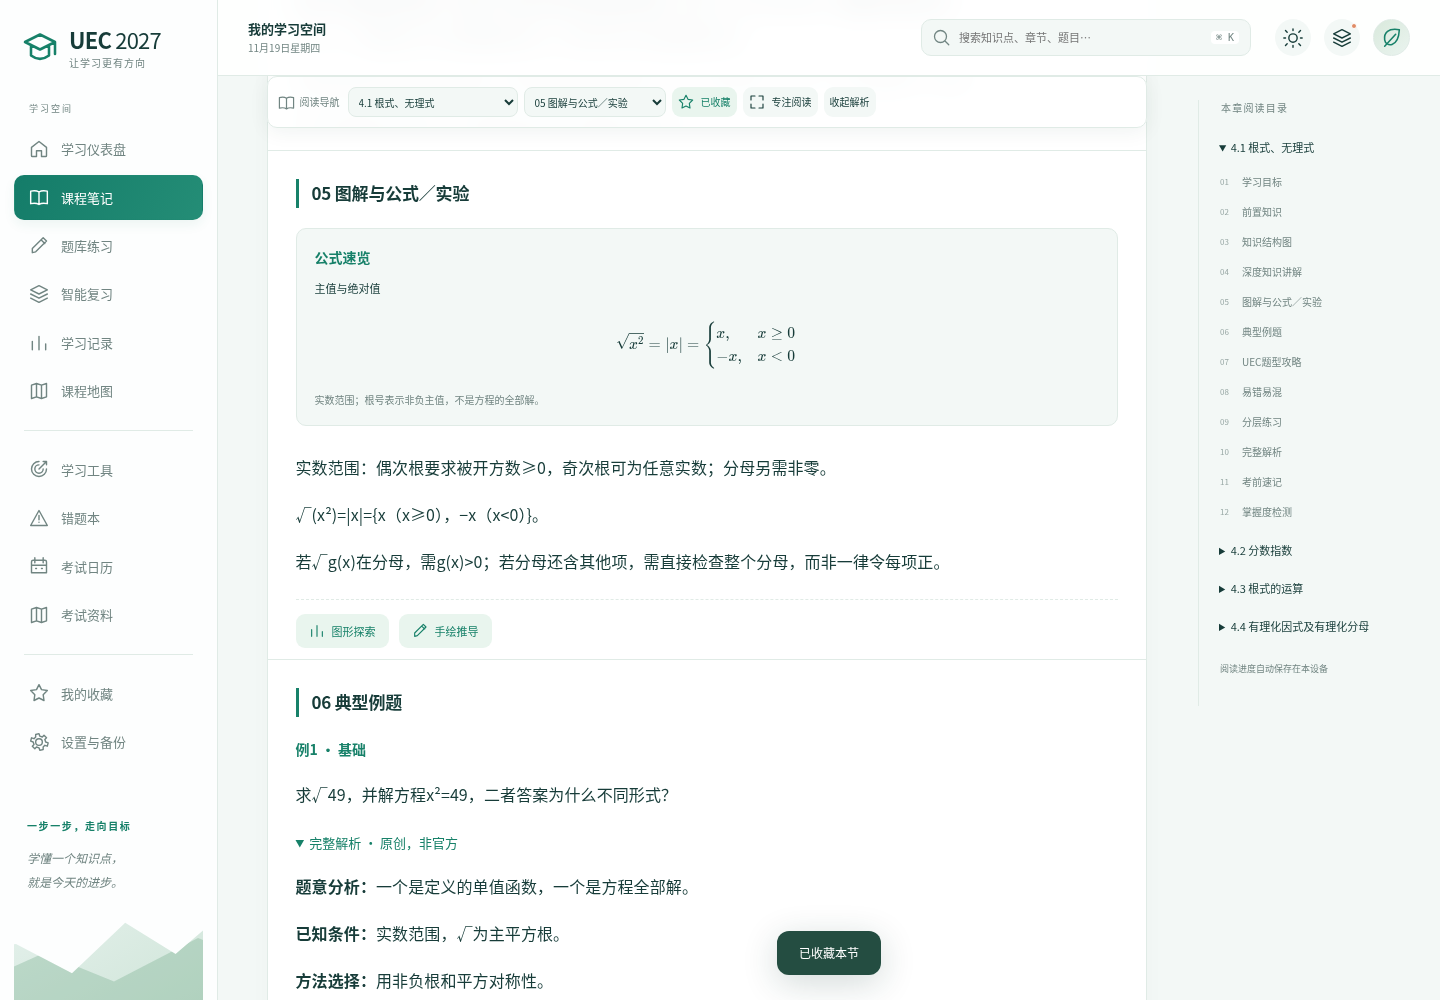 UEC 2027
让学习更有方向
学习空间
学习仪表盘
课程笔记
题库练习
智能复习
学习记录
课程地图
学习工具
错题本
考试日历
考试资料
我的收藏
设置与备份
一步一步，走向目标
学懂一个知识点，
就是今天的进步。
我的学习空间
11月19日星期四
搜索知识点、章节、题目…
⌘ K
阅读导航
4.1 根式、无理式
05 图解与公式／实验
已收藏
专注阅读
收起解析
05 图解与公式／实验
公式速览
主值与绝对值
√x² = |x| = { x, x ≥ 0
−x, x < 0
实数范围；根号表示非负主值，不是方程的全部解。
实数范围：偶次根要求被开方数≥0，奇次根可为任意实数；分母另需非零。
√(x²)=|x|={x（x≥0），−x（x<0）}。
若√g(x)在分母，需g(x)>0；若分母还含其他项，需直接检查整个分母，而非一律令每项正。
图形探索
手绘推导
06 典型例题
例1 · 基础
求√49，并解方程x²=49，二者答案为什么不同形式？
▼ 完整解析 · 原创，非官方
题意分析：一个是定义的单值函数，一个是方程全部解。
已知条件：实数范围，√为主平方根。
方法选择：用非负根和平方对称性。
已收藏本节
本章阅读目录
▼ 4.1 根式、无理式
01 学习目标
02 前置知识
03 知识结构图
04 深度知识讲解
05 图解与公式／实验
06 典型例题
07 UEC题型攻略
08 易错易混
09 分层练习
10 完整解析
11 考前速记
12 掌握度检测
▶ 4.2 分数指数
▶ 4.3 根式的运算
▶ 4.4 有理化因式及有理化分母
阅读进度自动保存在本设备